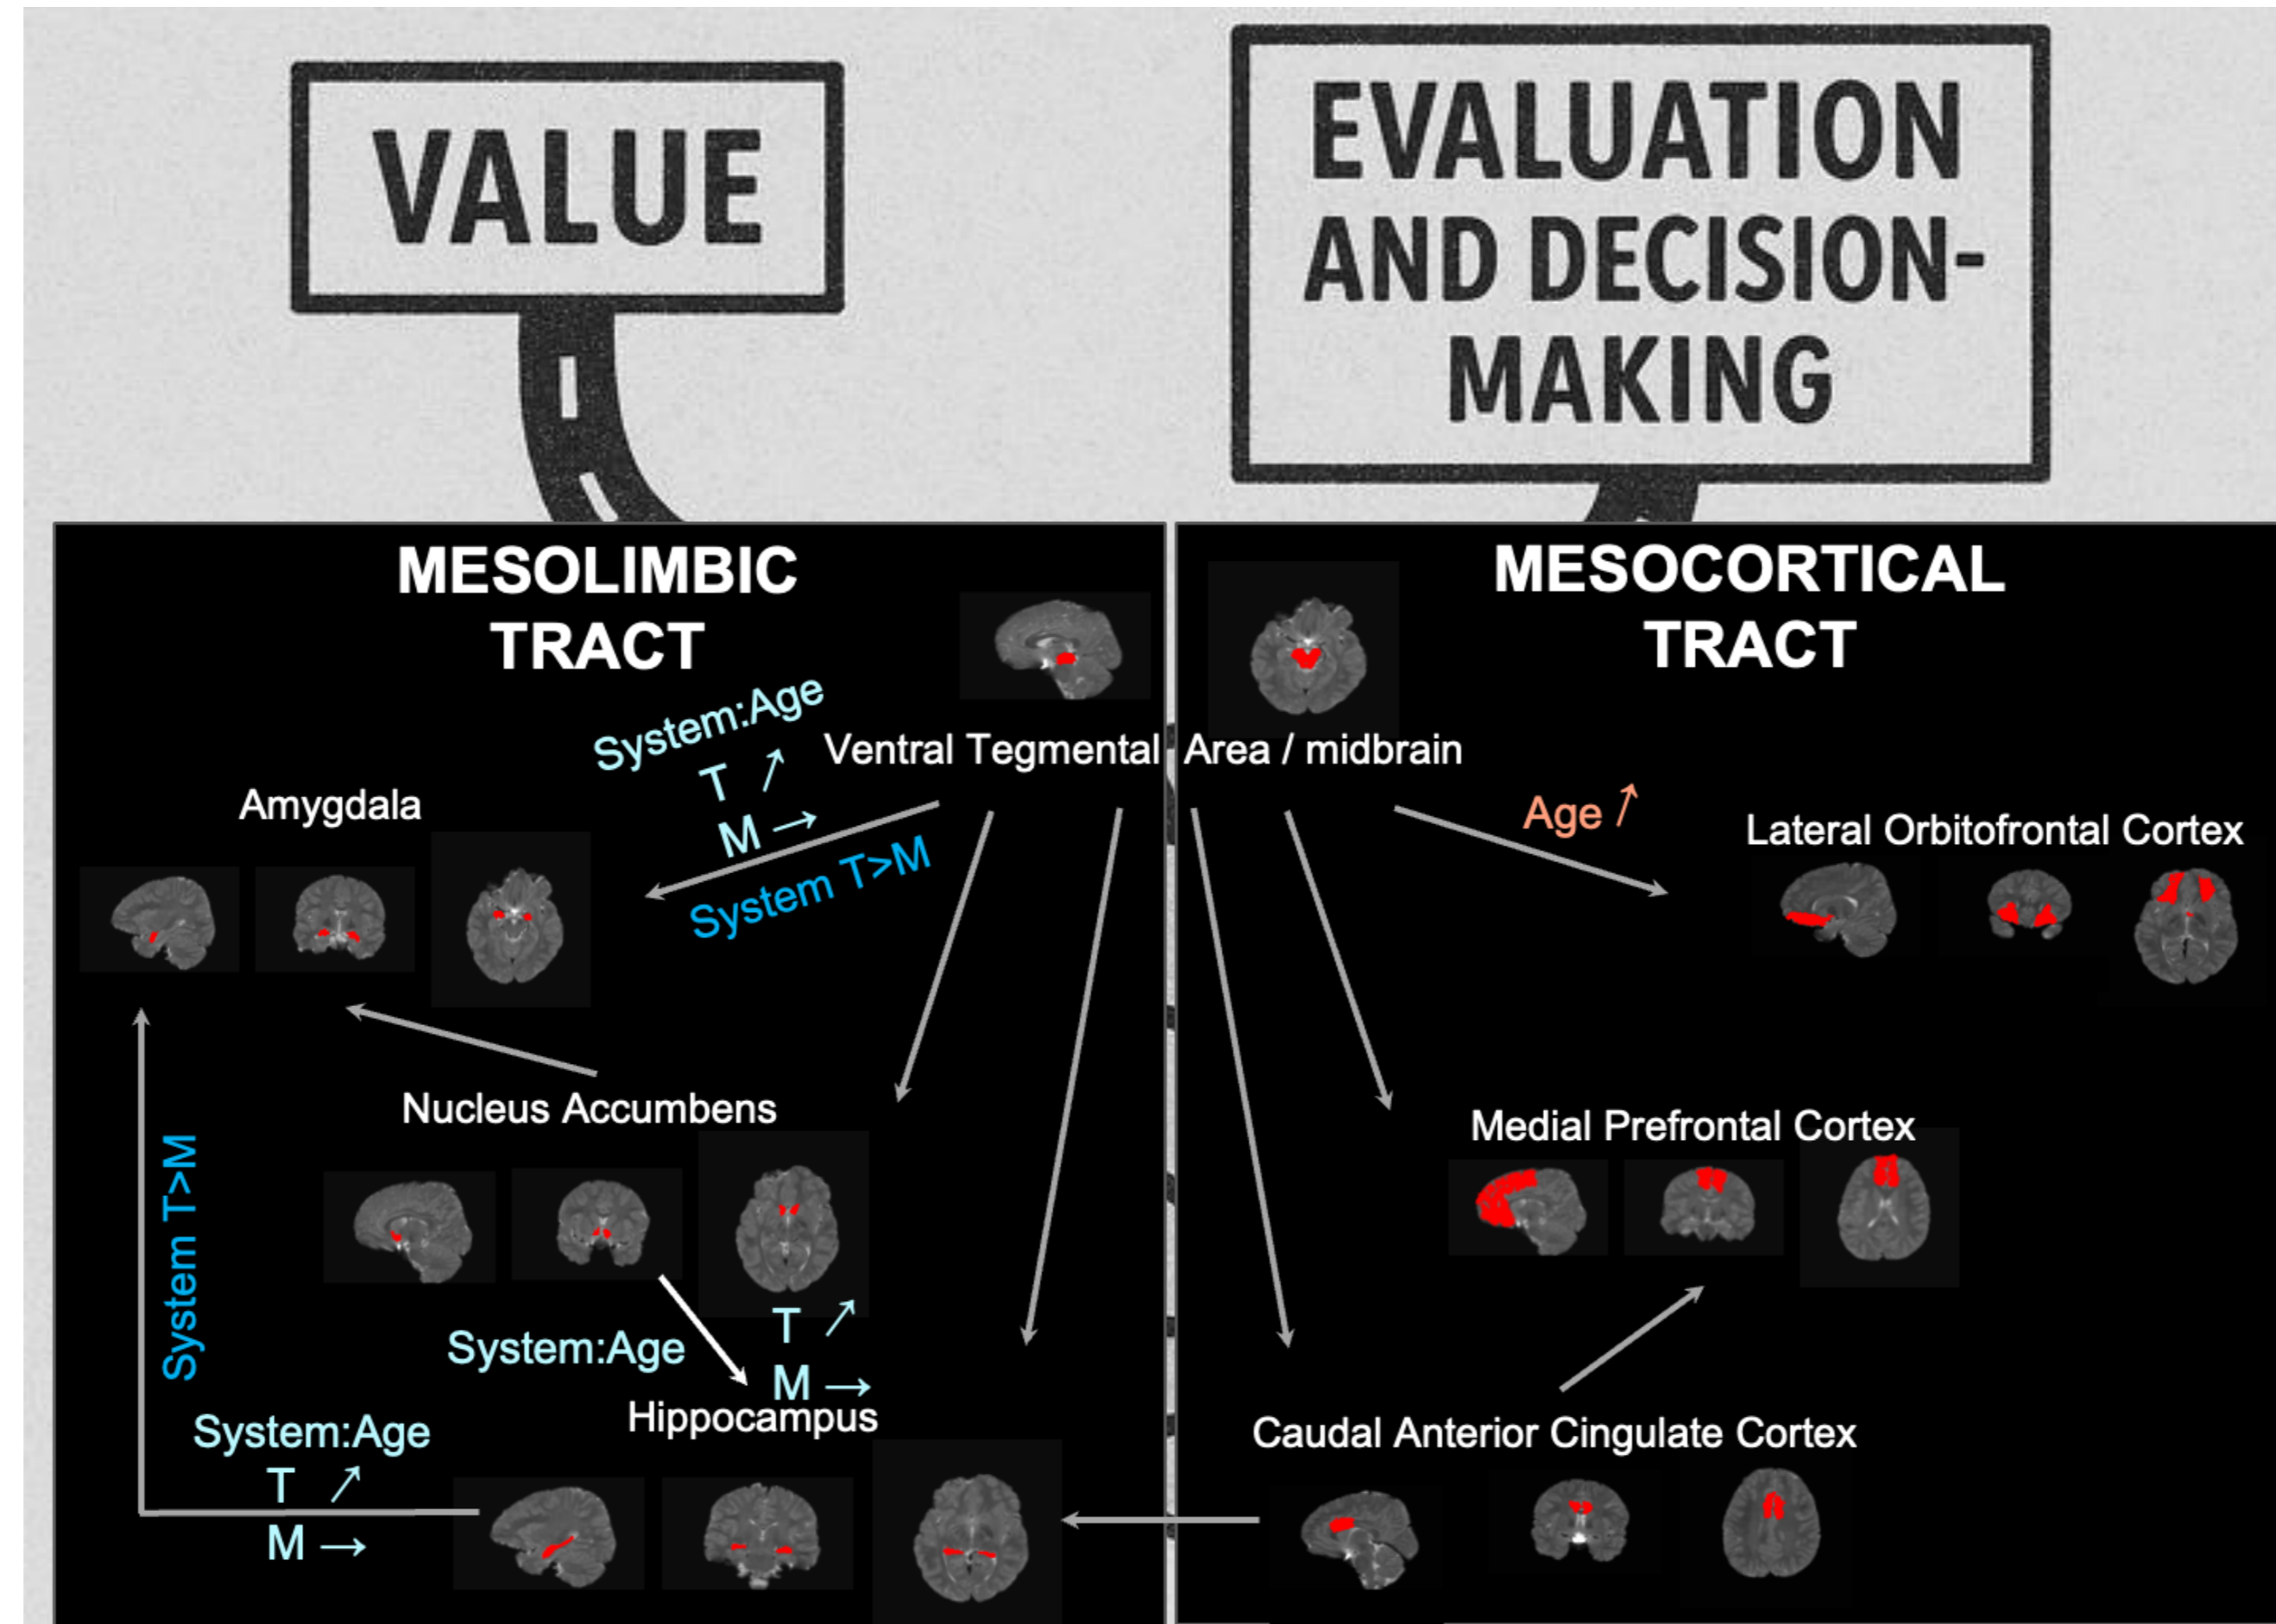 VALUE
EVALUATION
AND DECISION-
MAKING
MESOLIMBIC
TRACT
MESOCORTICAL
TRACT
System:Age
T ↗
M →
System T>M
Ventral Tegmental Area / midbrain
Age ↗
Amygdala
Lateral Orbitofrontal Cortex
Nucleus Accumbens
Medial Prefrontal Cortex
System T>M
System:Age
T ↗
M →
Hippocampus
Caudal Anterior Cingulate Cortex
System:Age
T ↗
M →